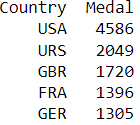 Country Medal
USA 4586
URS 2049
GBR 1720
FRA 1396
GER 1305